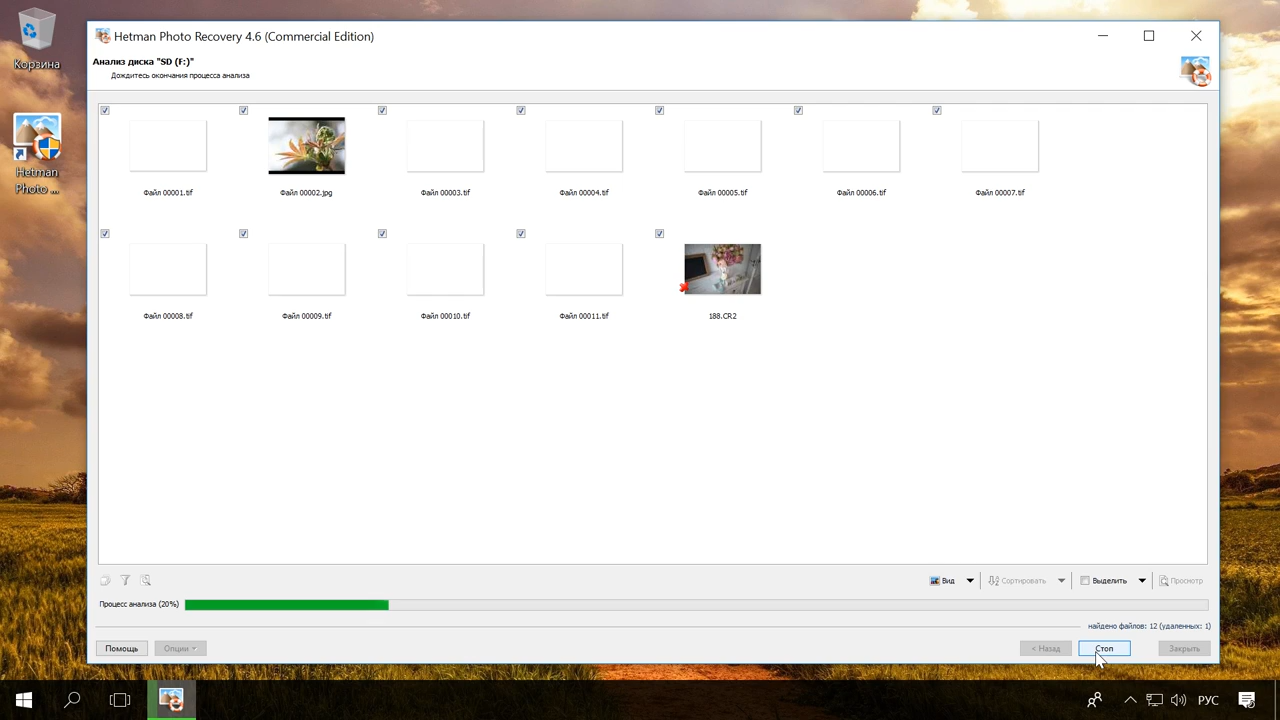 Корзина
Hetman
Photo ...
Hetman Photo Recovery 4.6 (Commercial Edition)
Анализ диска "SD (F:)"
Дождитесь окончания процесса анализа
Файл 00001.tif
Файл 00002.jpg
Файл 00003.tif
Файл 00004.tif
Файл 00005.tif
Файл 00006.tif
Файл 00007.tif
Файл 00008.tif
Файл 00009.tif
Файл 00010.tif
Файл 00011.tif
188.CR2
Вид
Сортировать
Выделить
Просмотр
Процесс анализа (20%)
найдено файлов: 12 (удаленных: 1)
Помощь
Опции
< Назад
Стоп
Закрыть
РУС